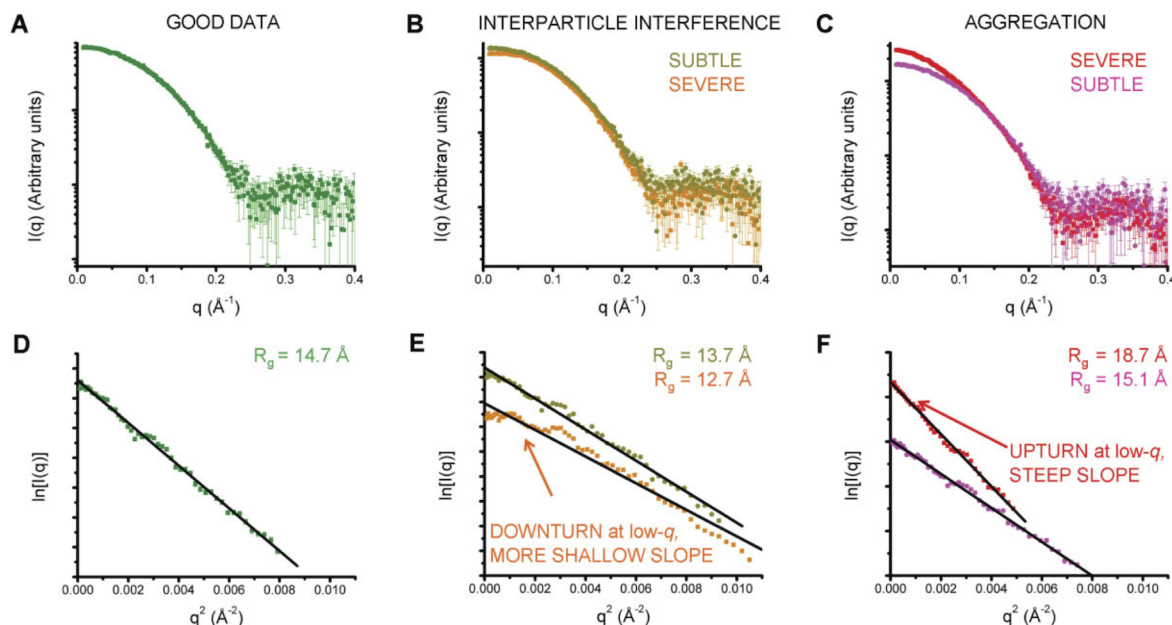 A GOOD DATA
B INTERPARTICLE INTERFERENCE
C AGGREGATION
I(q) (Arbitrary units)
0.0 0.1 0.2 0.3 0.4
q (Å⁻¹)
SUBTLE
SEVERE
I(q) (Arbitrary units)
0.0 0.1 0.2 0.3 0.4
q (Å⁻¹)
SEVERE
SUBTLE
I(q) (Arbitrary units)
0.0 0.1 0.2 0.3 0.4
q (Å⁻¹)
D
Rg = 14.7 Å
ln[I(q)]
0.000 0.002 0.004 0.006 0.008 0.010
q² (Å⁻²)
E
Rg = 13.7 Å
Rg = 12.7 Å
ln[I(q)]
DOWNTURN at low-q,
MORE SHALLOW SLOPE
0.000 0.002 0.004 0.006 0.008 0.010
q² (Å⁻²)
F
Rg = 18.7 Å
Rg = 15.1 Å
ln[I(q)]
UPTURN at low-q,
STEEP SLOPE
0.000 0.002 0.004 0.006 0.008 0.010
q² (Å⁻²)